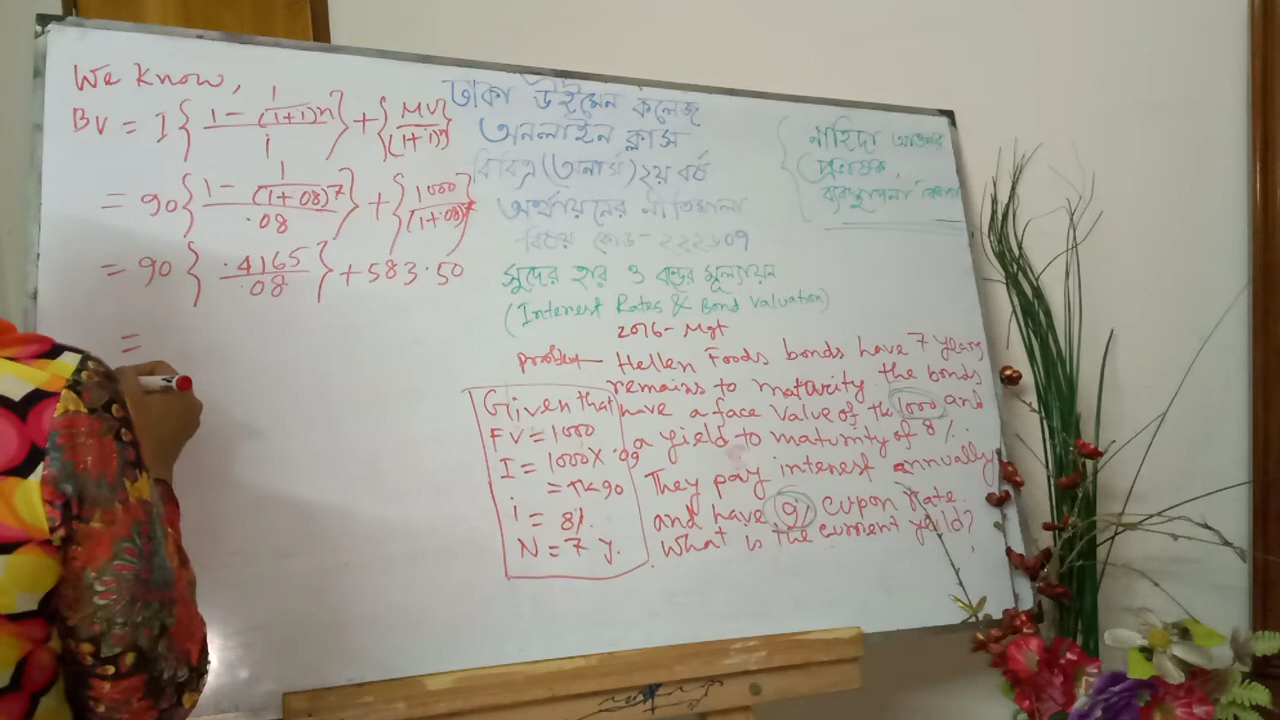 We know,
BV = I { 1 - 1/(1+i)n / i } + { MV/(1+i)n }
= 90 { 1 - 1/(1+08)7 / .08 } + { 1000/(1+08)7 }
= 90 { .4165/.08 } + 583.50
=
ঢাকা উইমেন কলেজ
অনলাইন ক্লাস
বিবিএ (অনার্স) ২য় বর্ষ
অর্থায়নের নীতিমালা
বিষয় কোড - ২২২৬০৭
সুদের হার ও বন্ডের মূল্যায়ন
(Interest Rates & Bond Valuation)
2016 - Mgt
নাহিদা আক্তার
প্রভাষক,
ব্যবস্থাপনা বিভাগ
Problem - Hellen Foods bonds have 7 years
remains to maturity the bonds
have a face value of tk 1000 and
a yield to maturity of 8%.
They pay interest annually
and have 9% cupon rate.
What is the current yeild?
Given that
FV = 1000
I = 1000 X .09
= TK 90
i = 8%.
N = 7 y.